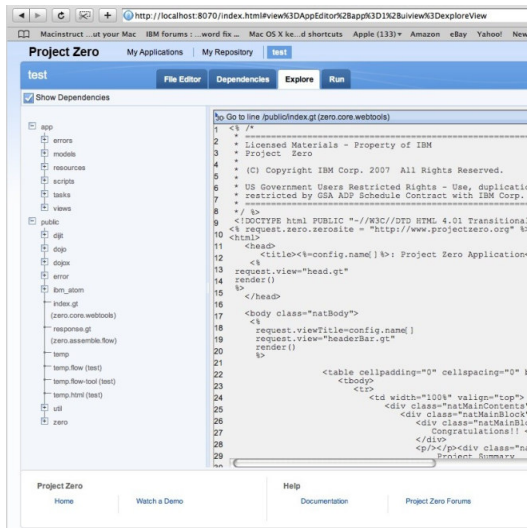 http://localhost:8070/index.html#view%3DAppEditor%2Bapp%3D1%2Buiview%3DexploreView
Macinstruct ...ut your Mac IBM forums : ...word fix ... Mac OS X ke...d shortcuts Apple (133) Amazon eBay Yahoo! New
Project Zero My Applications My Repository test
test File Editor Dependencies Explore Run
Show Dependencies
app
errors
models
resources
scripts
tasks
views
public
dijit
dojo
dojox
error
ibm_atom
index.gt
(zero.core.webtools)
response.gt
(zero.assemble.flow)
temp
temp.flow (test)
temp.flow-tool (test)
temp.html (test)
util
zero
Go to line /public/index.gt (zero.core.webtools)
1 <% /*
2 * ==========================================
3 * Licensed Materials - Property of IBM
* Project Zero
4 *
5 * (C) Copyright IBM Corp. 2007 All Rights Reserved.
6 *
* US Government Users Restricted Rights - Use, duplicatio
7 * restricted by GSA ADP Schedule Contract with IBM Corp.
8 * ==========================================
* */ %>
9 <!DOCTYPE html PUBLIC "-//W3C//DTD HTML 4.01 Transitional
10 <% request.zero.zerosite = "http://www.projectzero.org" %>
11 <html>
<head>
12 <title><%=config.name[] %>: Project Zero Application<
<%
13 request.view="head.gt"
14 render()
15 %>
</head>
16
17 <body class="natBody">
18 <%
request.viewTitle=config.name[]
19 request.view="headerBar.gt"
20 render()
21 %>
22 <table cellpadding="0" cellspacing="0" b
23 <tbody>
<tr>
24 <td width="100%" valign="top">
25 <div class="natMainContents"
<div class="natMainBlock"
26 <div class="natMainBlo
27 Congratulations!! <
28 </div>
<p/></p><div class="na
29 Project Summary
30
Project Zero
Home Watch a Demo
Help
Documentation Project Zero Forums